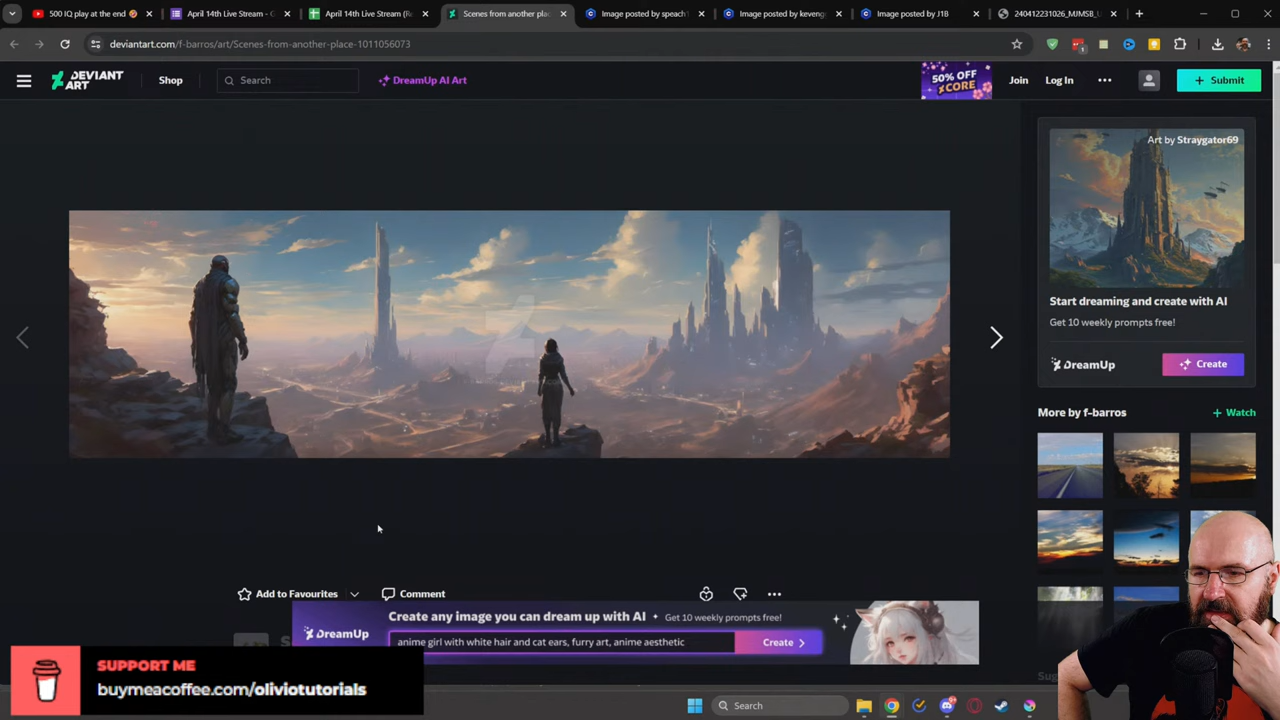 500 IQ play at the end
April 14th Live Stream - G
April 14th Live Stream (Re
Scenes from another pla
Image posted by speach1
Image posted by keveng
Image posted by J1B
240412231026_MJMSB_U
deviantart.com/f-barros/art/Scenes-from-another-place-1011056073
DEVIANT ART
Shop
Search
DreamUp AI Art
50% OFF CORE
Join
Log In
Submit
Art by Straygator69
Start dreaming and create with AI
Get 10 weekly prompts free!
DreamUp
Create
More by f-barros
+ Watch
Add to Favourites
Comment
DreamUp
Create any image you can dream up with AI
Get 10 weekly prompts free!
anime girl with white hair and cat ears, furry art, anime aesthetic
Create
SUPPORT ME
buymeacoffee.com/oliviotutorials
Search